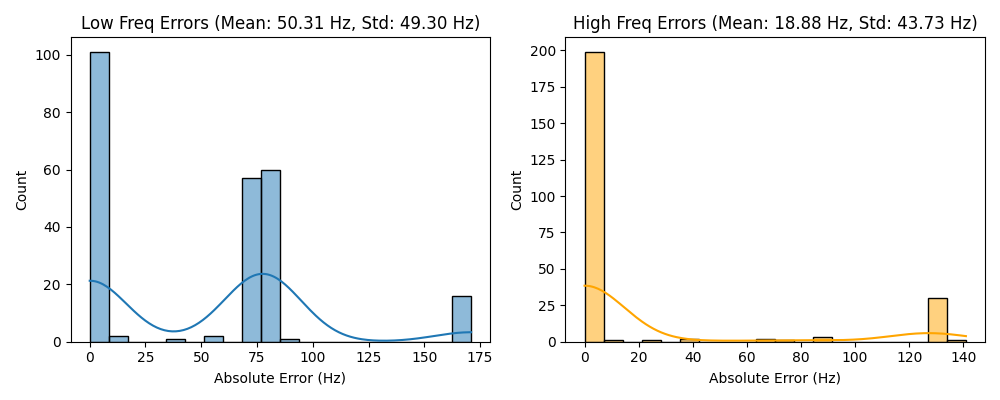 Low Freq Errors (Mean: 50.31 Hz, Std: 49.30 Hz)
100
80
60
40
20
0
Count
0 25 50 75 100 125 150 175
Absolute Error (Hz)
High Freq Errors (Mean: 18.88 Hz, Std: 43.73 Hz)
200
175
150
125
100
75
50
25
0
Count
0 20 40 60 80 100 120 140
Absolute Error (Hz)